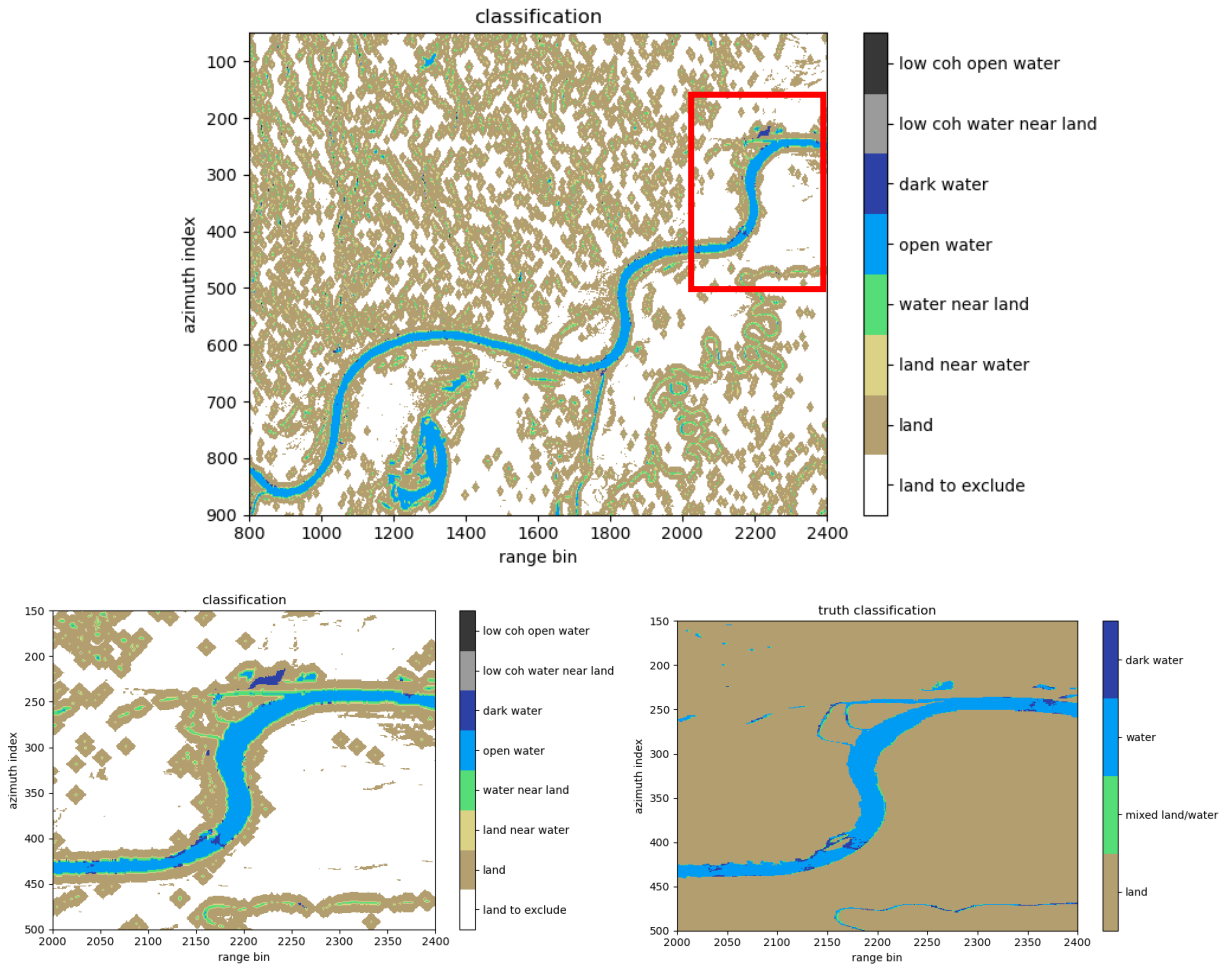 classification
100
200
300
400
500
600
700
800
900
azimuth index
800
1000
1200
1400
1600
1800
2000
2200
2400
range bin
low coh open water
low coh water near land
dark water
open water
water near land
land near water
land
land to exclude
classification
150
200
250
300
350
400
450
500
azimuth index
2000
2050
2100
2150
2200
2250
2300
2350
2400
range bin
low coh open water
low coh water near land
dark water
open water
water near land
land near water
land
land to exclude
truth classification
150
200
250
300
350
400
450
500
azimuth index
2000
2050
2100
2150
2200
2250
2300
2350
2400
range bin
dark water
water
mixed land/water
land